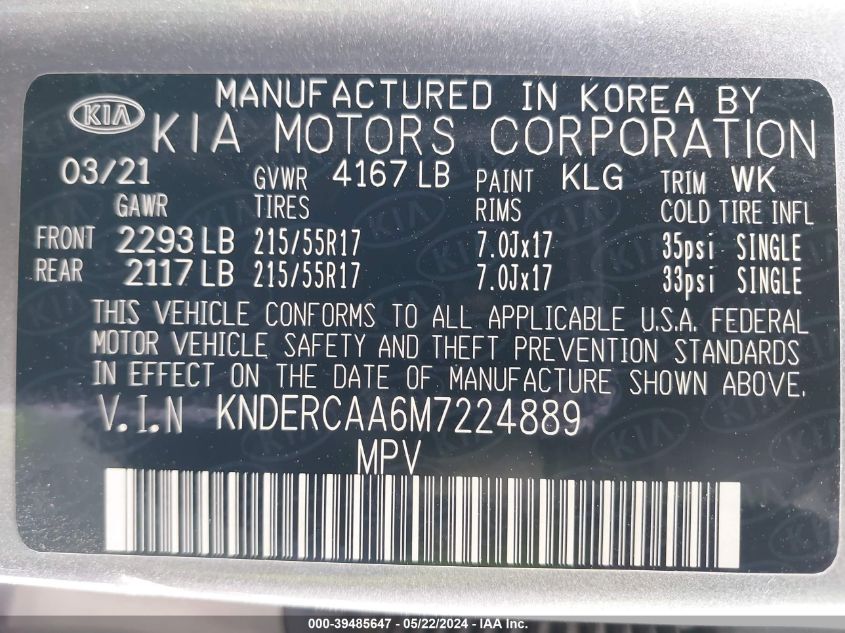 MANUFACTURED IN KOREA BY
KIA KIA MOTORS CORPORATION
03/21 GVWR 4167 LB PAINT KLG TRIM WK
GAWR TIRES RIMS COLD TIRE INFL
FRONT 2293 LB 215/55R17 7.0Jx17 35psi SINGLE
REAR 2117 LB 215/55R17 7.0Jx17 33psi SINGLE
THIS VEHICLE CONFORMS TO ALL APPLICABLE U.S.A. FEDERAL
MOTOR VEHICLE SAFETY AND THEFT PREVENTION STANDARDS
IN EFFECT ON THE DATE OF MANUFACTURE SHOWN ABOVE.
V.I.N KNDERCAA6M7224889
MPV
000-39485647 / 05/22/2024 - IAA Inc.